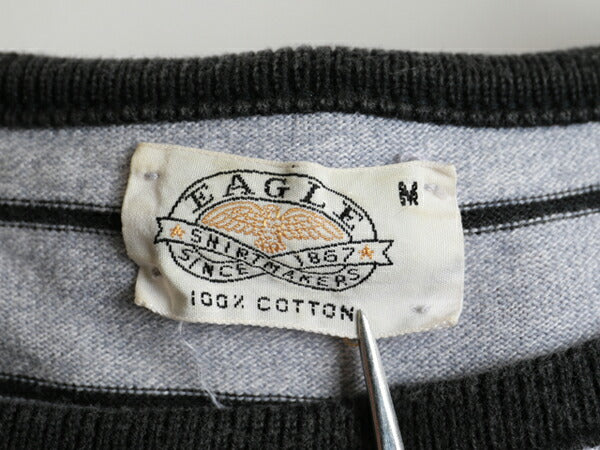 EAGLE
M
SHIRTMAKERS
SINCE 1867
100% COTTON